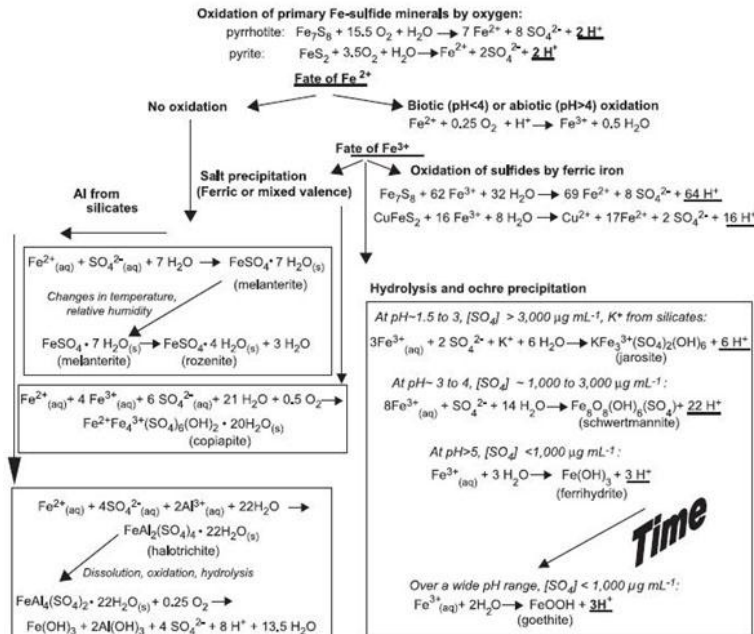 Oxidation of primary Fe-sulfide minerals by oxygen:
pyrrhotite: Fe₇S₈ + 15.5 O₂ + H₂O → 7 Fe²⁺ + 8 SO₄²⁻ + 2 H⁺
pyrite: FeS₂ + 3.5O₂ + H₂O → Fe²⁺ + 2SO₄²⁻ + 2 H⁺
Fate of Fe²⁺
No oxidation
Biotic (pH<4) or abiotic (pH>4) oxidation
Fe²⁺ + 0.25 O₂ + H⁺ → Fe³⁺ + 0.5 H₂O
Fate of Fe³⁺
Salt precipitation
(Ferric or mixed valence)
Oxidation of sulfides by ferric iron
Fe₇S₈ + 62 Fe³⁺ + 32 H₂O → 69 Fe²⁺ + 8 SO₄²⁻ + 64 H⁺
CuFeS₂ + 16 Fe³⁺ + 8 H₂O → Cu²⁺ + 17Fe²⁺ + 2 SO₄²⁻ + 16 H⁺
Al from
silicates
Fe²⁺(aq) + SO₄²⁻(aq) + 7 H₂O → FeSO₄• 7 H₂O(s)
(melanterite)
Changes in temperature,
relative humidity
FeSO₄ • 7 H₂O(s) → FeSO₄• 4 H₂O(s) + 3 H₂O
(melanterite) (rozenite)
Fe²⁺(aq)+ 4 Fe³⁺(aq)+ 6 SO₄²⁻(aq) + 21 H₂O + 0.5 O₂ →
Fe²⁺Fe₄³⁺(SO₄)₆(OH)₂ • 20H₂O(s)
(copiapite)
Fe²⁺(aq) + 4SO₄²⁻(aq) + 2Al³⁺(aq) + 22H₂O →
FeAl₂(SO₄)₄ • 22H₂O(s)
(halotrichite)
Dissolution, oxidation, hydrolysis
FeAl₄(SO₄)₂ • 22H₂O(s) + 0.25 O₂ →
Fe(OH)₃ + 2Al(OH)₃ + 4 SO₄²⁻ + 8 H⁺ + 13.5 H₂O
Hydrolysis and ochre precipitation
At pH~1.5 to 3, [SO₄] > 3,000 µg mL⁻¹, K⁺ from silicates:
3Fe³⁺(aq) + 2 SO₄²⁻ + K⁺ + 6 H₂O → KFe₃³⁺(SO₄)₂(OH)₆ + 6 H⁺
(jarosite)
At pH~ 3 to 4, [SO₄] ~ 1,000 to 3,000 µg mL⁻¹:
8Fe³⁺(aq) + SO₄²⁻ + 14 H₂O → Fe₈O₈(OH)₆(SO₄) + 22 H⁺
(schwertmannite)
At pH>5, [SO₄] <1,000 µg mL⁻¹:
Fe³⁺(aq) + 3 H₂O → Fe(OH)₃ + 3 H⁺
(ferrihydrite)
Time
Over a wide pH range, [SO₄] < 1,000 µg mL⁻¹:
Fe³⁺(aq)+ 2H₂O → FeOOH + 3H⁺
(goethite)